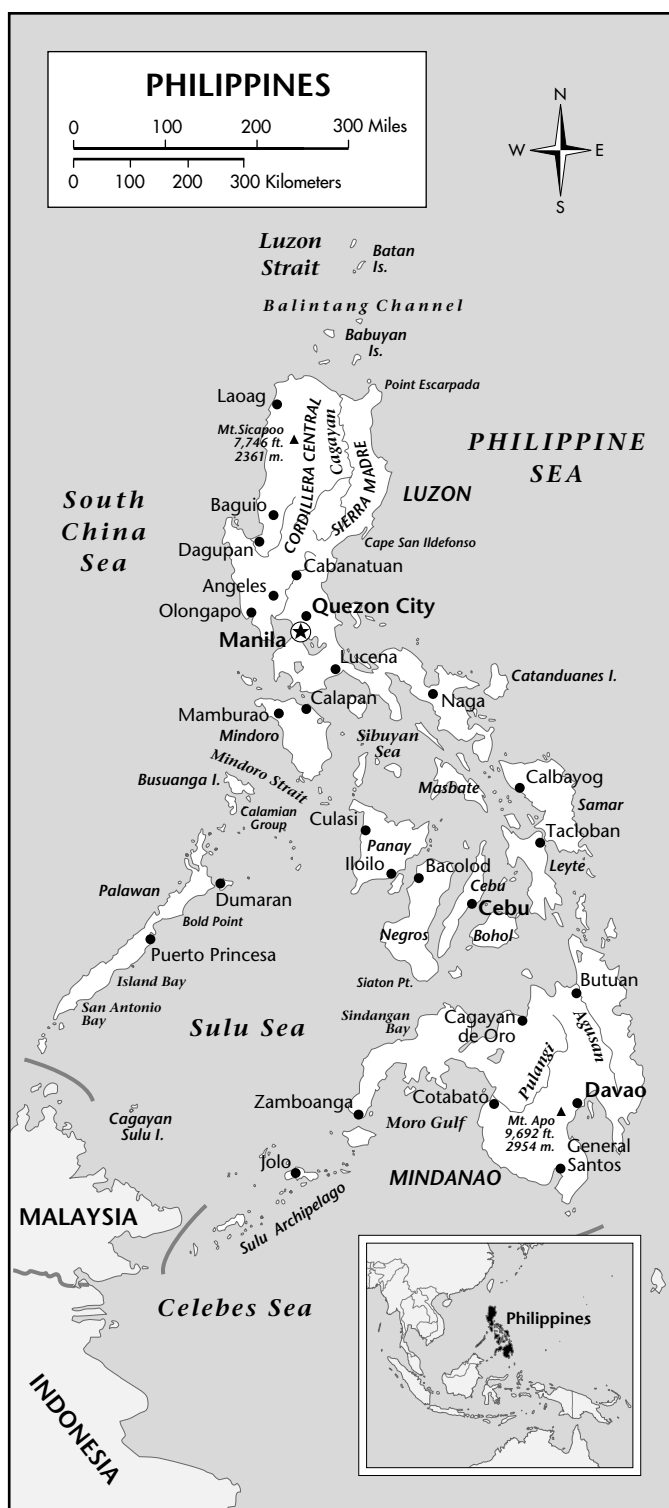 PHILIPPINES
0 100 200 300 Miles
0 100 200 300 Kilometers
N
W E
S
Luzon
Strait
Batan
Is.
Balintang Channel
Babuyan
Is.
Point Escarpada
Laoag
Mt.Sicapoo
7,746 ft.
2361 m.
CORDILLERA CENTRAL
Cagayan
SIERRA MADRE
PHILIPPINE
SEA
LUZON
South
China
Sea
Baguio
Dagupan
Cape San Ildefonso
Cabanatuan
Angeles
Olongapo
Quezon City
Manila
Lucena
Catanduanes I.
Naga
Calapan
Mamburao
Mindoro
Sibuyan
Sea
Mindoro Strait
Busuanga I.
Calamian
Group
Masbate
Calbayog
Samar
Culasi
Panay
Tacloban
Leyte
Iloilo
Bacolod
Cebú
Cebu
Palawan
Dumaran
Bold Point
Negros
Bohol
Puerto Princesa
Island Bay
San Antonio
Bay
Siaton Pt.
Butuan
Sulu Sea
Sindangan
Bay
Cagayan
de Oro
Agusan
Pulangi
Zamboanga
Cotabato
Davao
Cagayan
Sulu I.
Moro Gulf
Mt. Apo
9,692 ft.
2954 m.
General
Santos
Jolo
MINDANAO
Sulu Archipelago
MALAYSIA
Celebes Sea
Philippines
INDONESIA